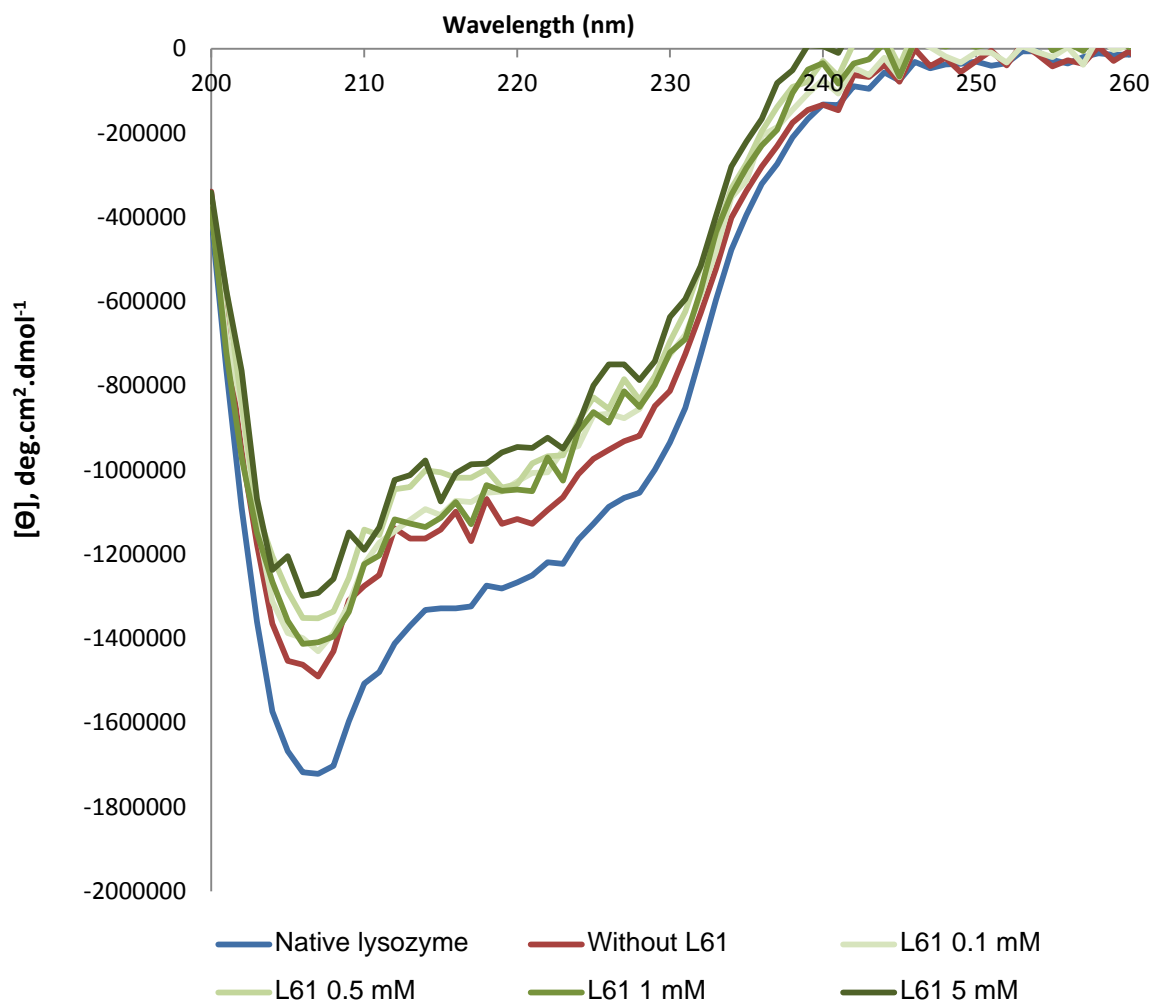 Wavelength (nm)
0
200 210 220 230 240 250 260
-200000
-400000
-600000
-800000
-1000000
-1200000
-1400000
-1600000
-1800000
-2000000
[Θ], deg.cm².dmol⁻¹
Native lysozyme Without L61 L61 0.1 mM
L61 0.5 mM L61 1 mM L61 5 mM